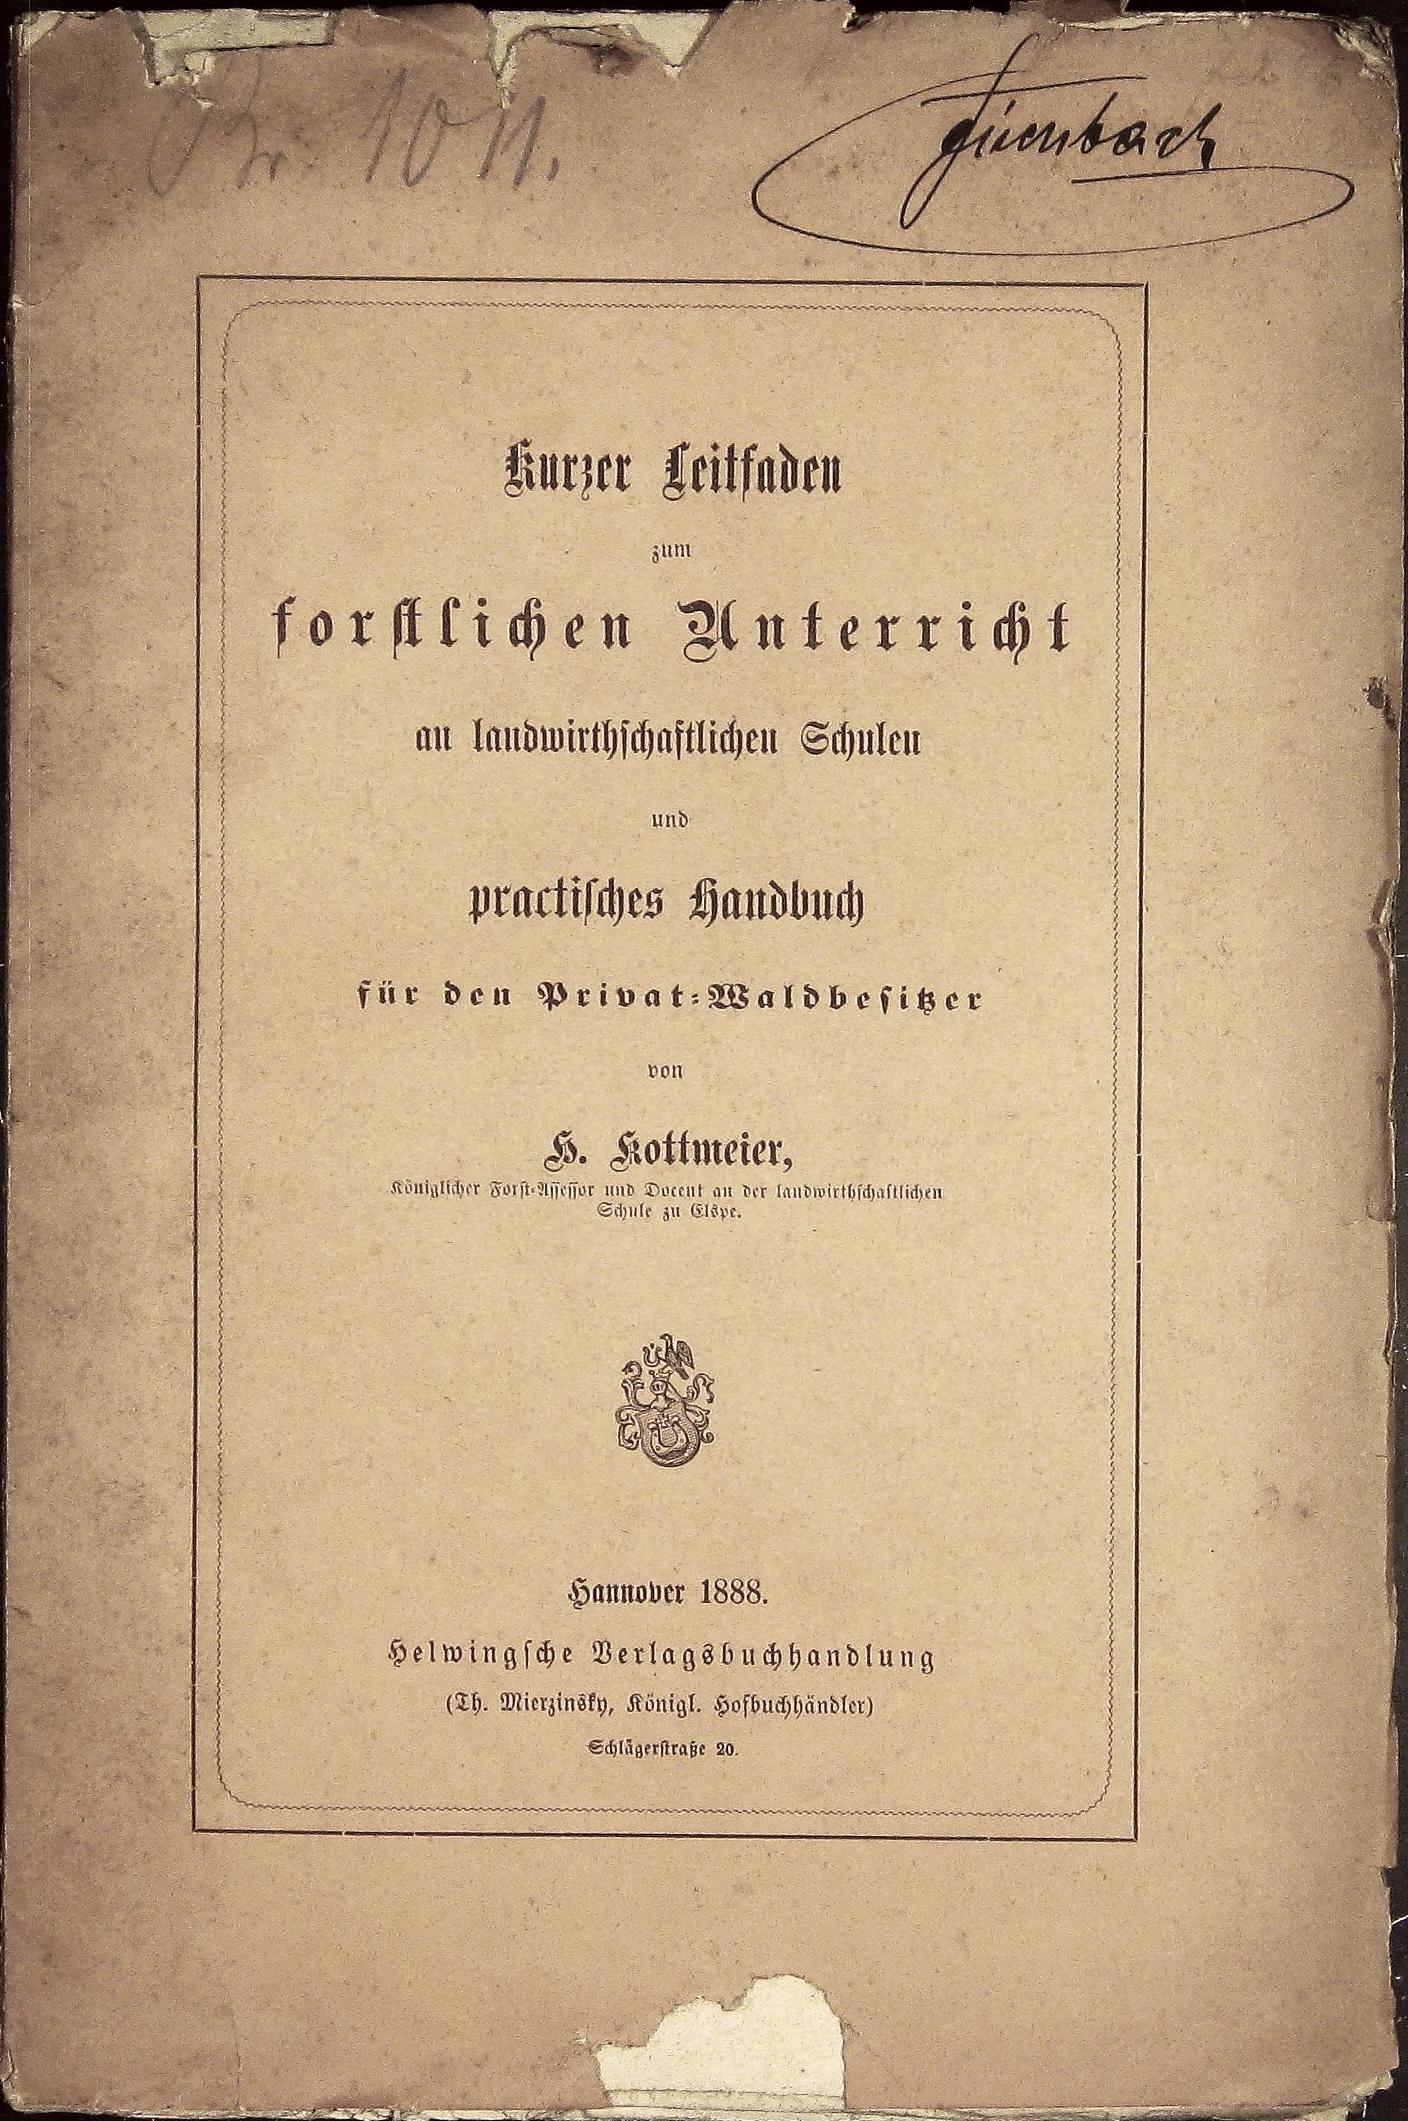 Kurzer Leitfaden
zum
forstlichen Unterricht
an landwirthschaftlichen Schulen
und
practisches Handbuch
für den Privat-Waldbesitzer
von
H. Kottmeier,
Königlicher Forst-Assessor und Docent an der landwirthschaftlichen
Schule zu Elspe.
Hannover 1888.
Helwingsche Verlagsbuchhandlung
(Th. Mierzinsky, Königl. Hofbuchhändler)
Schlägerstraße 20.